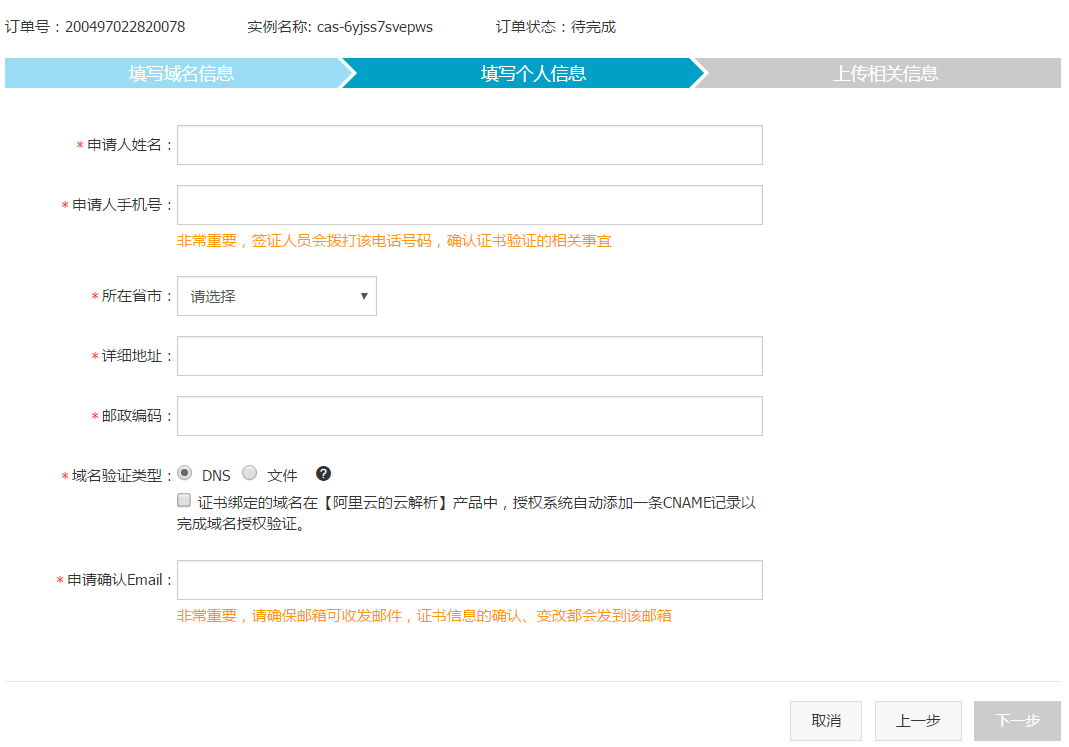 订单号：200497022820078 实例名称: cas-6yjss7svepws 订单状态：待完成
填写域名信息 填写个人信息 上传相关信息
*申请人姓名：
*申请人手机号：
非常重要，签证人员会拨打该电话号码，确认证书验证的相关事宜
*所在省市： 请选择
*详细地址：
*邮政编码：
*域名验证类型： DNS 文件 ?
证书绑定的域名在【阿里云的云解析】产品中，授权系统自动添加一条CNAME记录以
完成域名授权验证。
*申请确认Email：
非常重要，请确保邮箱可收发邮件，证书信息的确认、变改都会发到该邮箱
取消 上一步 下一步